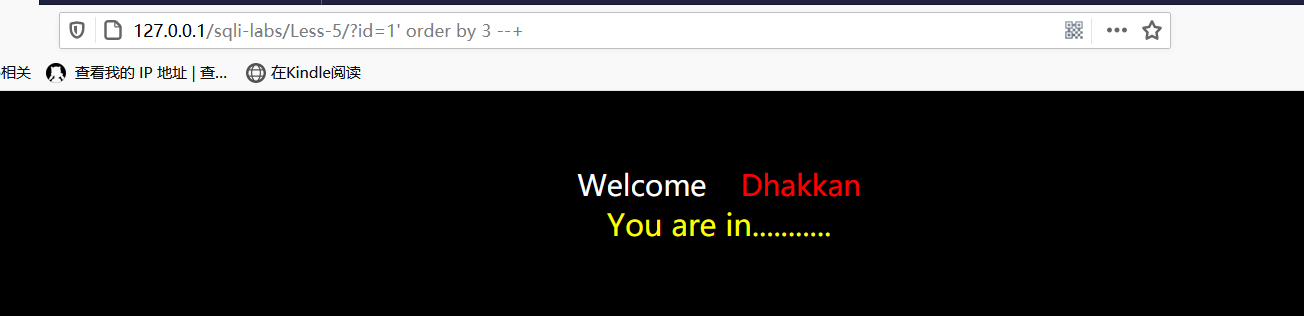 127.0.0.1/sqli-labs/Less-5/?id=1' order by 3 --+
相关 查看我的 IP 地址 | 查... 在Kindle阅读
Welcome Dhakkan
You are in...........